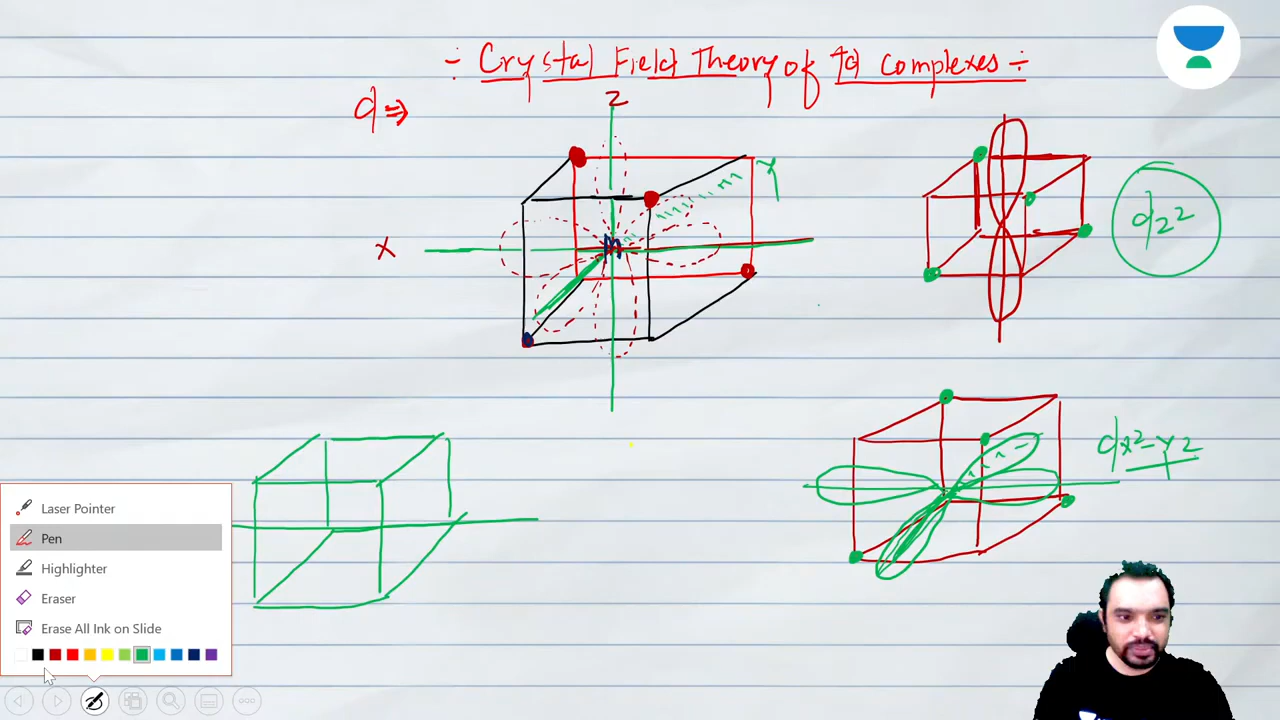 ÷ Crystal Field Theory of Td complexes ÷
d ⇒
Z
Y
X
M
dz2
dx2-y2
Laser Pointer
Pen
Highlighter
Eraser
Erase All Ink on Slide